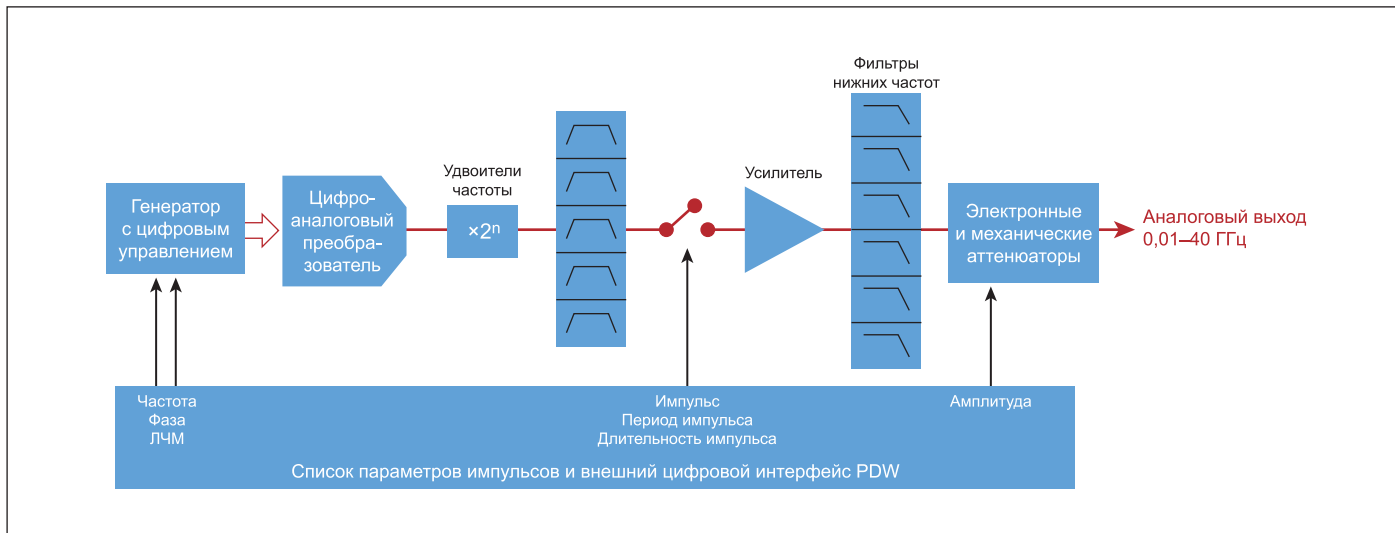 Фильтры
нижних частот
Удвоители
частоты
Усилитель
Генератор
с цифровым
управлением
Цифро-
аналоговый
преобра-
зователь
×2ⁿ
Электронные
и механические
аттенюаторы
Аналоговый выход
0,01–40 ГГц
Частота
Фаза
ЛЧМ
Импульс
Период импульса
Длительность импульса
Амплитуда
Список параметров импульсов и внешний цифровой интерфейс PDW